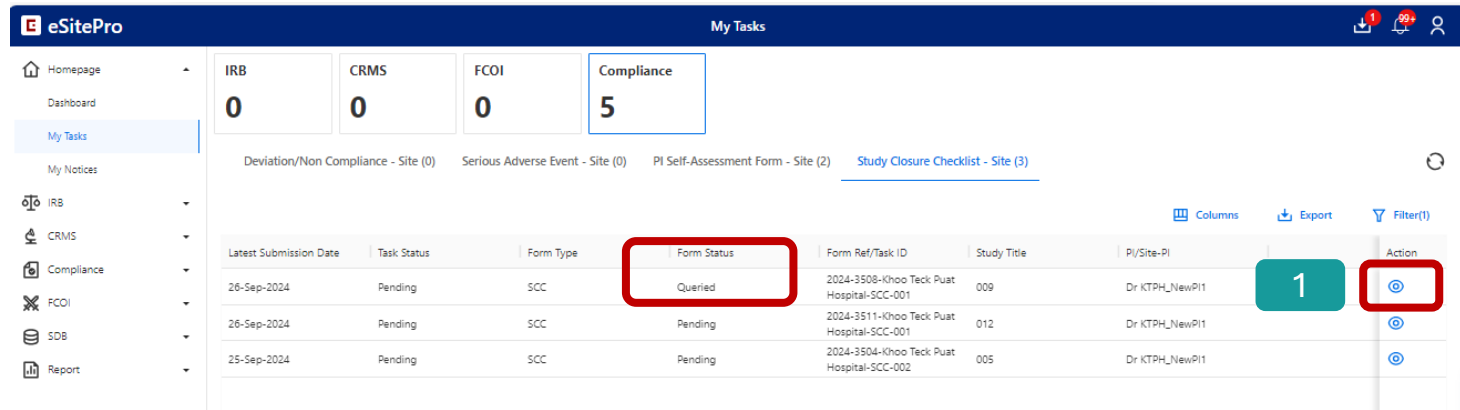 E eSitePro
My Tasks
1
99+
Homepage
Dashboard
My Tasks
My Notices
IRB
CRMS
Compliance
FCOI
SDB
Report
IRB
0
CRMS
0
FCOI
0
Compliance
5
Deviation/Non Compliance - Site (0)
Serious Adverse Event - Site (0)
PI Self-Assessment Form - Site (2)
Study Closure Checklist - Site (3)
Columns
Export
Filter(1)
Latest Submission Date Task Status Form Type Form Status Form Ref/Task ID Study Title PI/Site-PI Action
26-Sep-2024 Pending SCC Queried 2024-3508-Khoo Teck Puat
Hospital-SCC-001 009 Dr KTPH_NewPI1
1
26-Sep-2024 Pending SCC Pending 2024-3511-Khoo Teck Puat
Hospital-SCC-001 012 Dr KTPH_NewPI1
25-Sep-2024 Pending SCC Pending 2024-3504-Khoo Teck Puat
Hospital-SCC-002 005 Dr KTPH_NewPI1